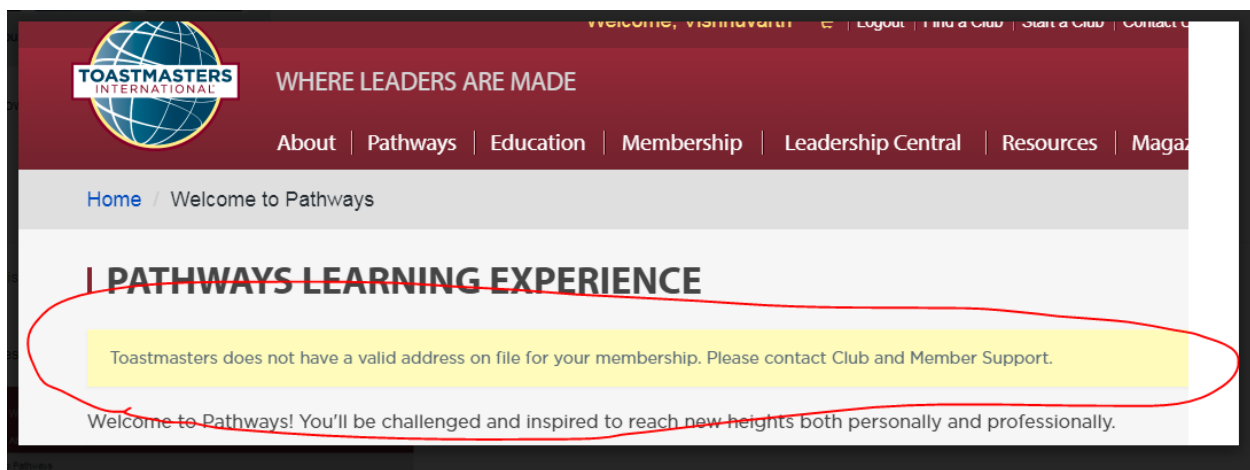 Welcome, Vishnuvarth | Logout | Find a Club | Start a Club | Contact
TOASTMASTERS
INTERNATIONAL
WHERE LEADERS ARE MADE
About | Pathways | Education | Membership | Leadership Central | Resources | Magaz
Home / Welcome to Pathways
PATHWAYS LEARNING EXPERIENCE
Toastmasters does not have a valid address on file for your membership. Please contact Club and Member Support.
Welcome to Pathways! You'll be challenged and inspired to reach new heights both personally and professionally.
Pathways